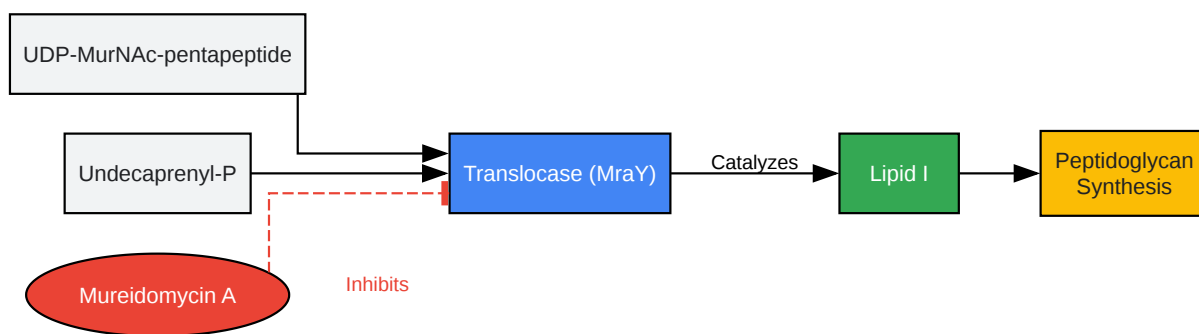 UDP-MurNAc-pentapeptide
Undecaprenyl-P
Translocase (MraY)
Catalyzes
Lipid I
Peptidoglycan
Synthesis
Mureidomycin A
Inhibits